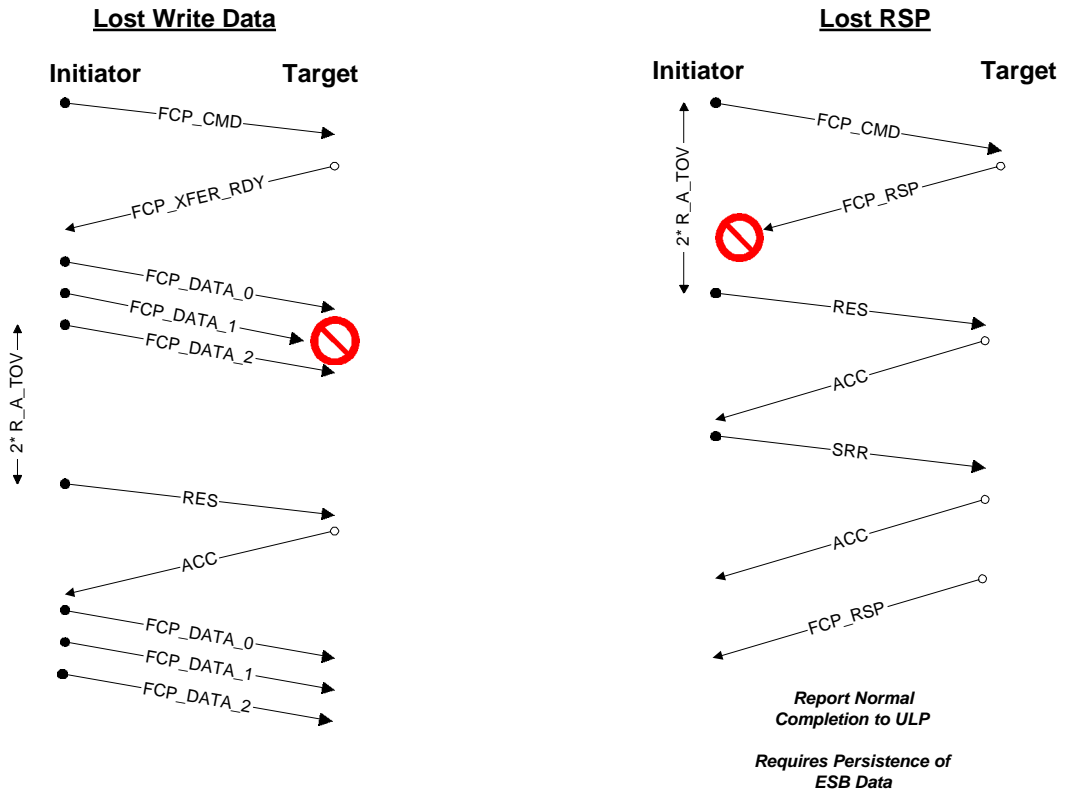 Lost Write Data
Initiator
Target
FCP_CMD
FCP_XFER_RDY
FCP_DATA_0
FCP_DATA_1
FCP_DATA_2
2* R_A_TOV
RES
ACC
FCP_DATA_0
FCP_DATA_1
FCP_DATA_2
Lost RSP
Initiator
Target
FCP_CMD
2* R_A_TOV
FCP_RSP
RES
ACC
SRR
ACC
FCP_RSP
Report Normal
Completion to ULP
Requires Persistence of
ESB Data